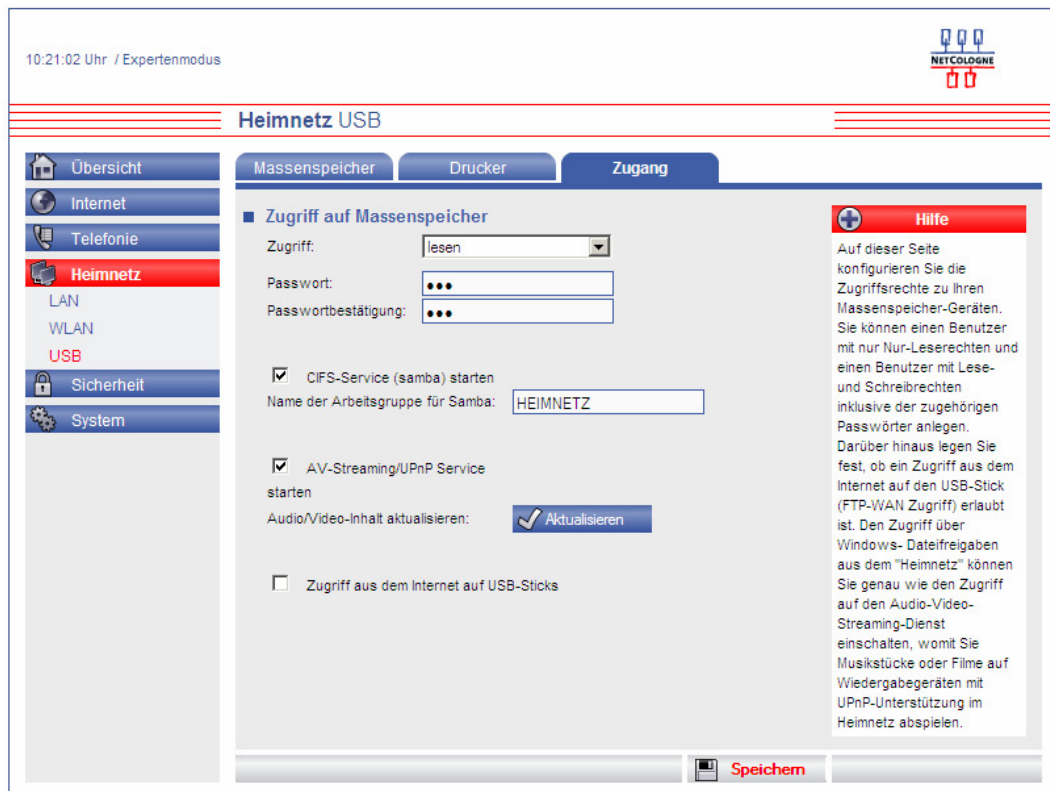 10:21:02 Uhr / Expertenmodus
NETCOLOGNE
Heimnetz USB
Übersicht
Internet
Telefonie
Heimnetz
LAN
WLAN
USB
Sicherheit
System
Massenspeicher
Drucker
Zugang
Zugriff auf Massenspeicher
Zugriff: lesen
Passwort: •••
Passwortbestätigung: •••
CIFS-Service (samba) starten
Name der Arbeitsgruppe für Samba: HEIMNETZ
AV-Streaming/UPnP Service
starten
Audio/Video-Inhalt aktualisieren: Aktualisieren
Zugriff aus dem Internet auf USB-Sticks
Hilfe
Auf dieser Seite
konfigurieren Sie die
Zugriffsrechte zu Ihren
Massenspeicher-Geräten.
Sie können einen Benutzer
mit nur Nur-Leserechten und
einen Benutzer mit Lese-
und Schreibrechten
inklusive der zugehörigen
Passwörter anlegen.
Darüber hinaus legen Sie
fest, ob ein Zugriff aus dem
Internet auf den USB-Stick
(FTP-WAN Zugriff) erlaubt
ist. Den Zugriff über
Windows- Dateifreigaben
aus dem "Heimnetz" können
Sie genau wie den Zugriff
auf den Audio-Video-
Streaming-Dienst
einschalten, womit Sie
Musikstücke oder Filme auf
Wiedergabegeräten mit
UPnP-Unterstützung im
Heimnetz abspielen.
Speichern